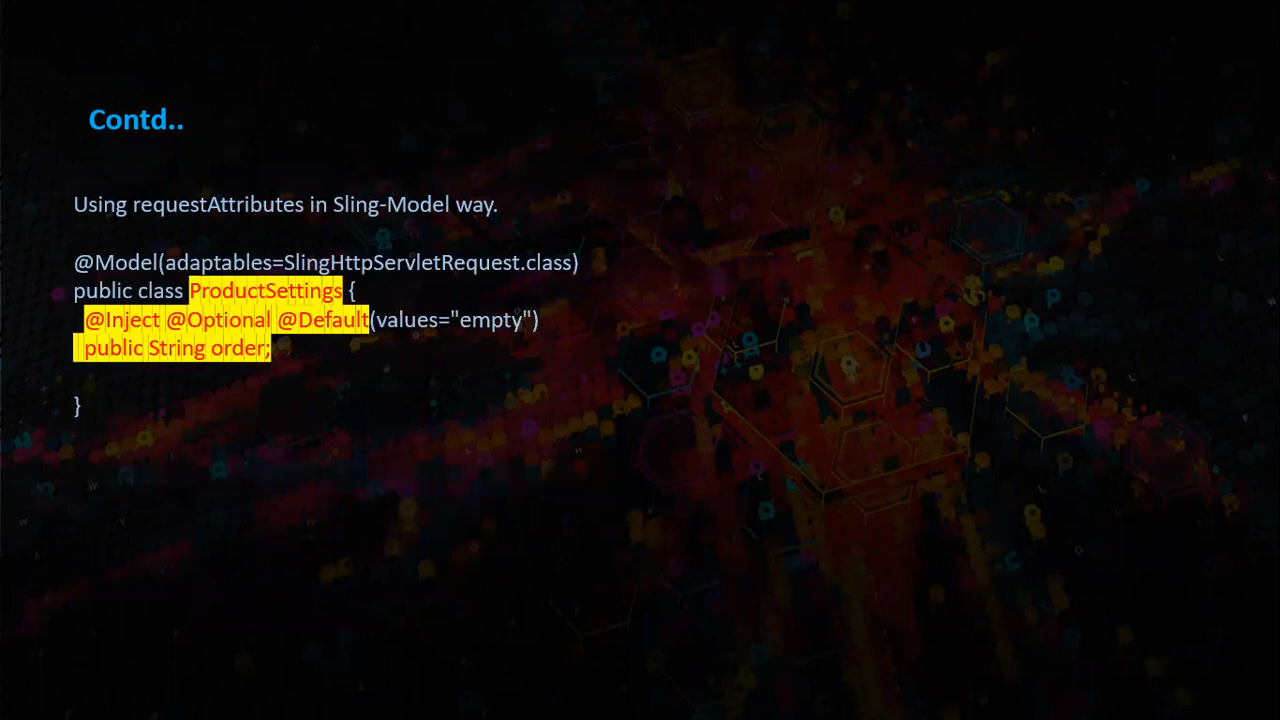 Contd..
Using requestAttributes in Sling-Model way.
@Model(adaptables=SlingHttpServletRequest.class)
public class ProductSettings {
@Inject @Optional @Default(values="empty")
public String order;
}